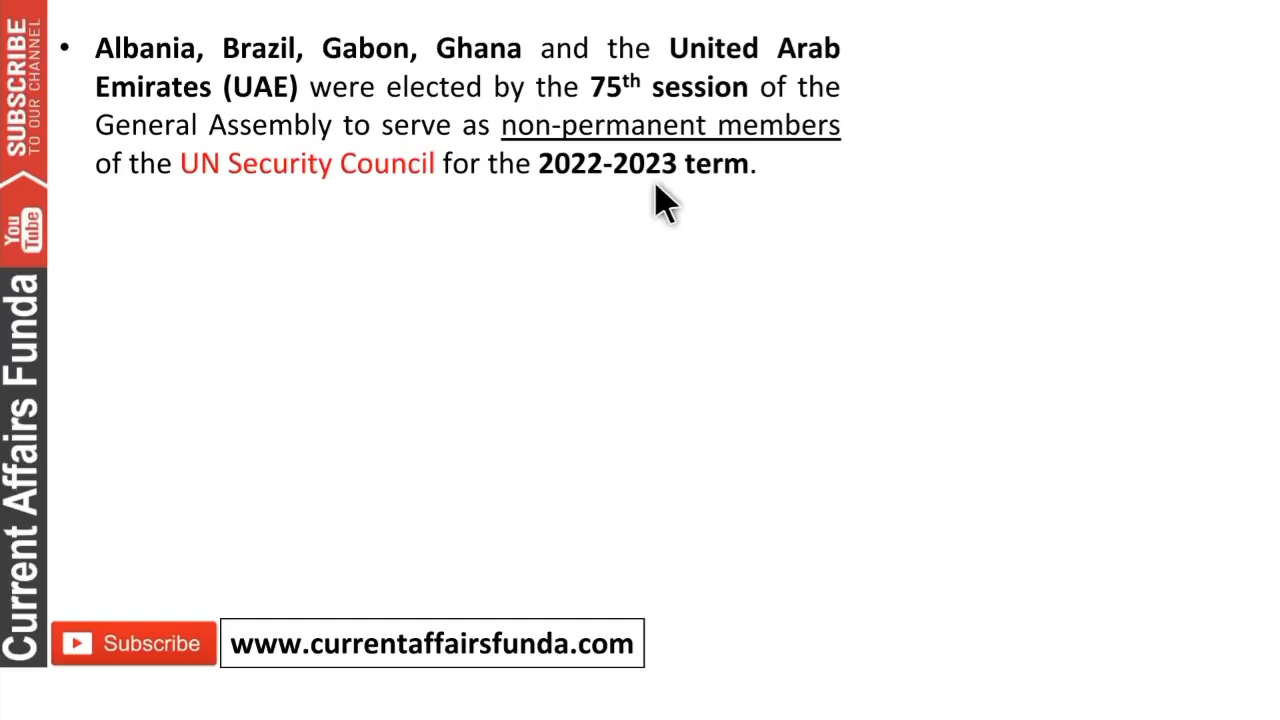 • Albania, Brazil, Gabon, Ghana and the United Arab
Emirates (UAE) were elected by the 75th session of the
General Assembly to serve as non-permanent members
of the UN Security Council for the 2022-2023 term.
SUBSCRIBE
TO OUR CHANNEL
You
Tube
Current Affairs Funda
Subscribe
www.currentaffairsfunda.com